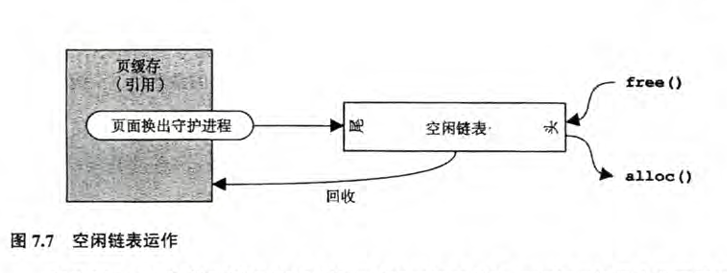 页缓存
(引用)
页面换出守护进程
尾
空闲链表
头
free()
alloc()
回收
图 7.7 空闲链表运作